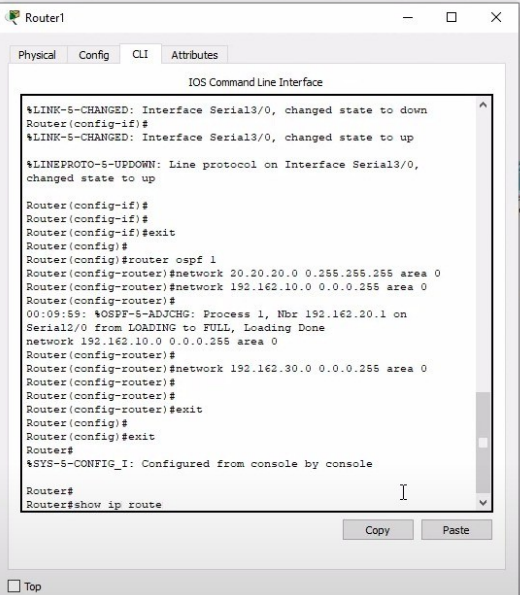 Router1
Physical Config CLI Attributes
IOS Command Line Interface
%LINK-5-CHANGED: Interface Serial3/0, changed state to down
Router(config-if)#
%LINK-5-CHANGED: Interface Serial3/0, changed state to up
%LINEPROTO-5-UPDOWN: Line protocol on Interface Serial3/0,
changed state to up
Router(config-if)#
Router(config-if)#
Router(config-if)#exit
Router(config)#
Router(config)#router ospf 1
Router(config-router)#network 20.20.20.0 0.255.255.255 area 0
Router(config-router)#network 192.162.10.0 0.0.0.255 area 0
Router(config-router)#
00:09:59: %OSPF-5-ADJCHG: Process 1, Nbr 192.162.20.1 on
Serial2/0 from LOADING to FULL, Loading Done
network 192.162.10.0 0.0.0.255 area 0
Router(config-router)#
Router(config-router)#network 192.162.30.0 0.0.0.255 area 0
Router(config-router)#
Router(config-router)#
Router(config-router)#exit
Router(config)#
Router(config)#exit
Router#
%SYS-5-CONFIG_I: Configured from console by console
Router#
Router#show ip route
Copy Paste
Top